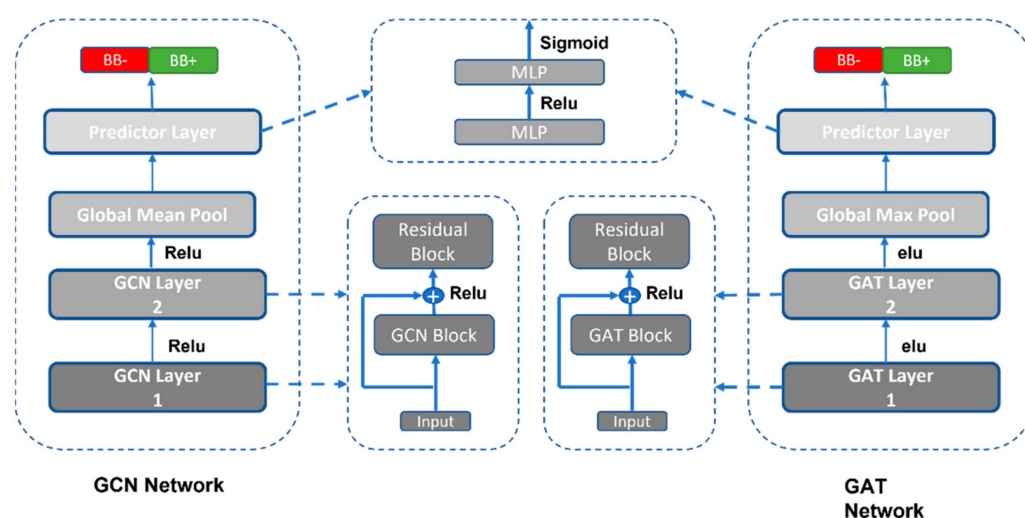 BB- BB+
Predictor Layer
Global Mean Pool
Relu
GCN Layer
2
Relu
GCN Layer
1
GCN Network
Sigmoid
MLP
Relu
MLP
Residual
Block
+ Relu
GCN Block
Input
Residual
Block
+ Relu
GAT Block
Input
BB- BB+
Predictor Layer
Global Max Pool
elu
GAT Layer
2
elu
GAT Layer
1
GAT
Network